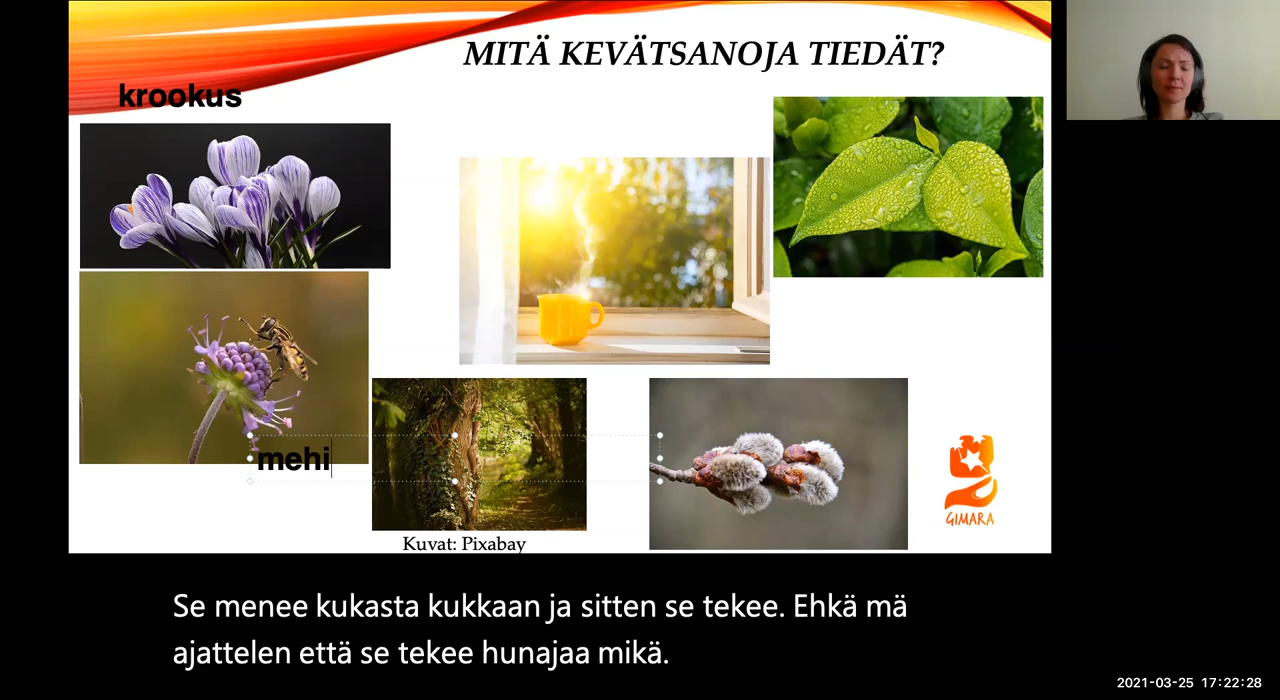 MITÄ KEVÄTSANOJA TIEDÄT?
krookus
mehi
Kuvat: Pixabay
GIMARA
Se menee kukasta kukkaan ja sitten se tekee. Ehkä mä
ajattelen että se tekee hunajaa mikä.
2021-03-25 17:22:28